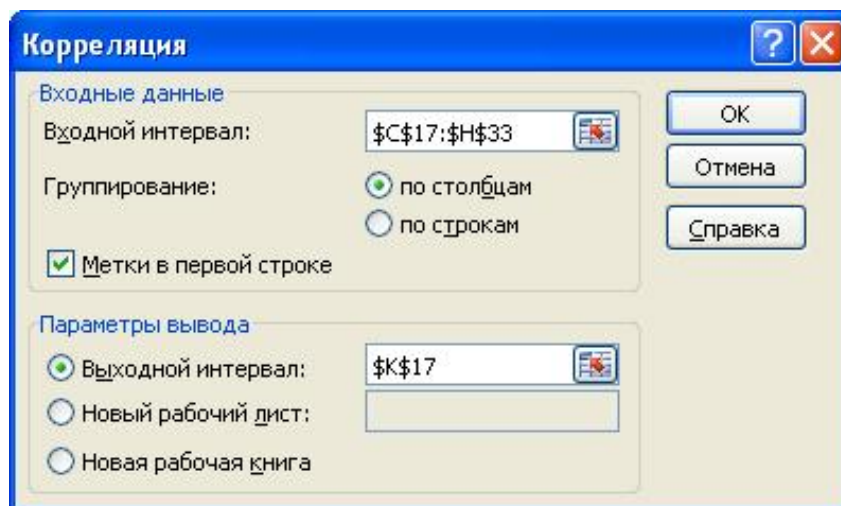 Корреляция
Входные данные
Входной интервал: $C$17:$H$33
Группирование: по столбцам
по строкам
Метки в первой строке
OK
Отмена
Справка
Параметры вывода
Выходной интервал: $K$17
Новый рабочий лист:
Новая рабочая книга